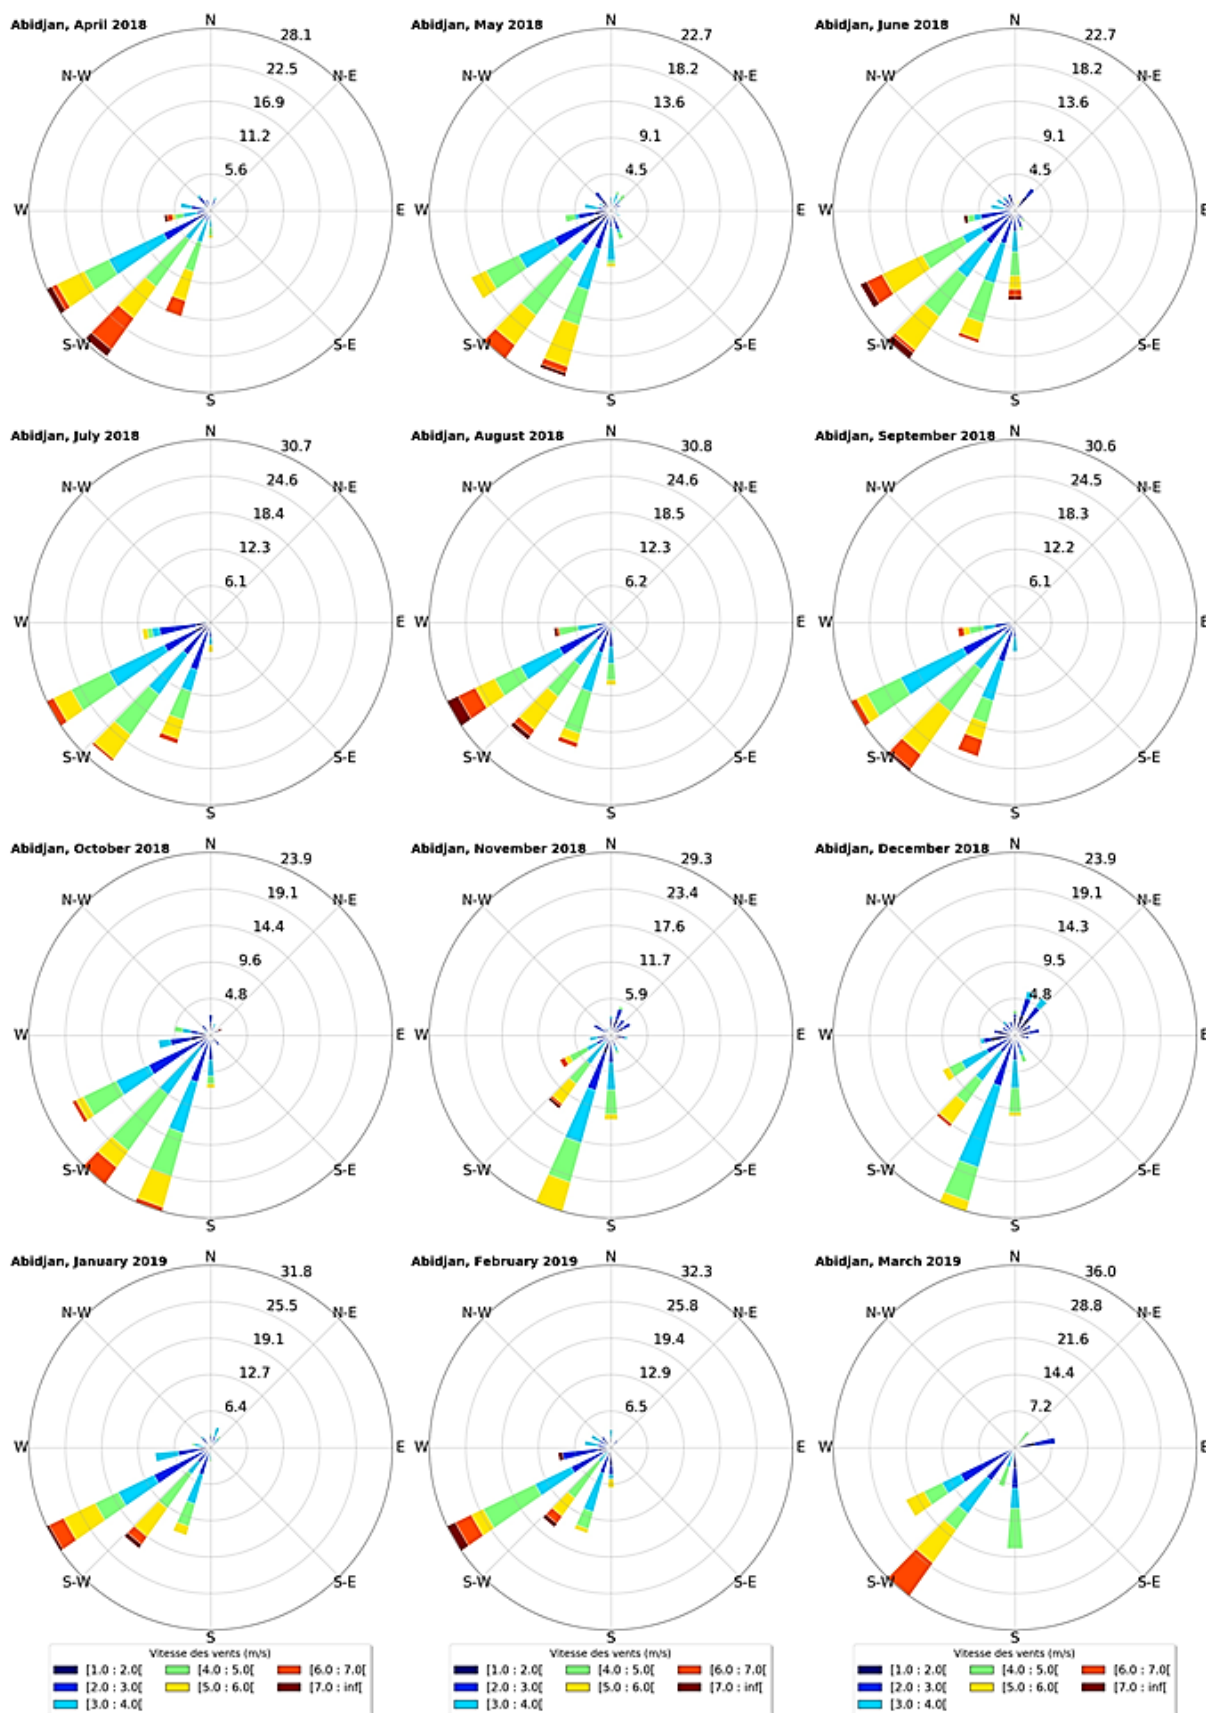 Abidjan, April 2018
N
28.1
22.5
16.9
11.2
5.6
N-W
N-E
W
E
S-W
S-E
S
Abidjan, May 2018
N
22.7
18.2
13.6
9.1
4.5
W
E
S-W
S-E
S
Abidjan, June 2018
N
22.7
18.2
13.6
9.1
4.5
N-W
N-E
W
E
S-W
S-E
S
Abidjan, July 2018
N
30.7
24.6
18.4
12.3
6.1
N-W
N-E
W
E
S-W
S-E
S
Abidjan, August 2018
N
30.8
24.6
18.5
12.3
6.2
N-W
N-E
W
E
S-W
S-E
S
Abidjan, September 2018
N
30.6
24.5
18.3
12.2
6.1
N-W
N-E
W
E
S-W
S-E
S
Abidjan, October 2018
N
23.9
19.1
14.4
9.6
4.8
N-W
N-E
W
E
S-W
S-E
S
Abidjan, November 2018
N
29.3
23.4
17.6
11.7
5.9
N-W
N-E
W
E
S-W
S-E
S
Abidjan, December 2018
N
23.9
19.1
14.3
9.5
4.8
N-W
N-E
W
E
S-W
S-E
S
Abidjan, January 2019
N
31.8
25.5
19.1
12.7
6.4
N-W
N-E
W
E
S-W
S-E
S
Abidjan, February 2019
N
32.3
25.8
19.4
12.9
6.5
N-W
N-E
W
E
S-W
S-E
S
Abidjan, March 2019
N
36.0
28.8
21.6
14.4
7.2
N-W
N-E
W
E
S-W
S-E
S
Vitesse des vents (m/s)
[1.0 : 2.0[ [4.0 : 5.0[ [6.0 : 7.0[
[2.0 : 3.0[ [5.0 : 6.0[ [7.0 : inf[
[3.0 : 4.0[
Vitesse des vents (m/s)
[1.0 : 2.0[ [4.0 : 5.0[ [6.0 : 7.0[
[2.0 : 3.0[ [5.0 : 6.0[ [7.0 : inf[
[3.0 : 4.0[
Vitesse des vents (m/s)
[1.0 : 2.0[ [4.0 : 5.0[ [6.0 : 7.0[
[2.0 : 3.0[ [5.0 : 6.0[ [7.0 : inf[
[3.0 : 4.0[